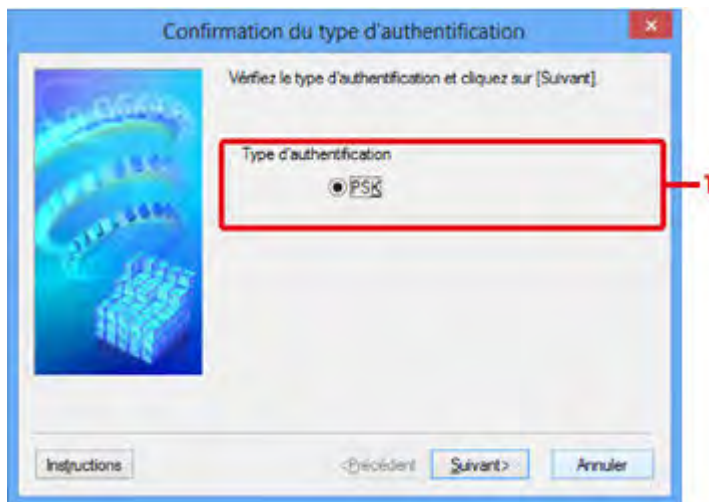 Confirmation du type d'authentification
Vérifiez le type d'authentification et cliquez sur [Suivant].
Type d'authentification
PSK
1
Instructions
<Précédent
Suivant>
Annuler